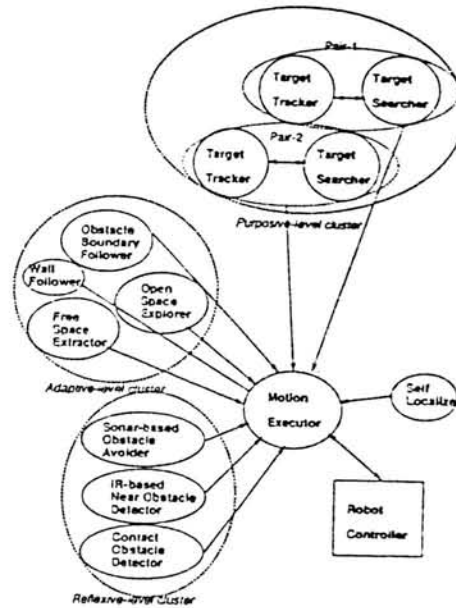 Pair-1
Target
Tracker
Target
Searcher
Pair-2
Target
Tracker
Target
Searcher
Purposive-level cluster
Obstacle
Boundary
Follower
Wall
Follower
Open
Space
Explorer
Free
Space
Extractor
Adaptive-level cluster
Motion
Executor
Self
Localize
Sonar-based
Obstacle
Avoider
IR-based
Near Obstacle
Detector
Contact
Obstacle
Detector
Reflexive-level cluster
Robot
Controller